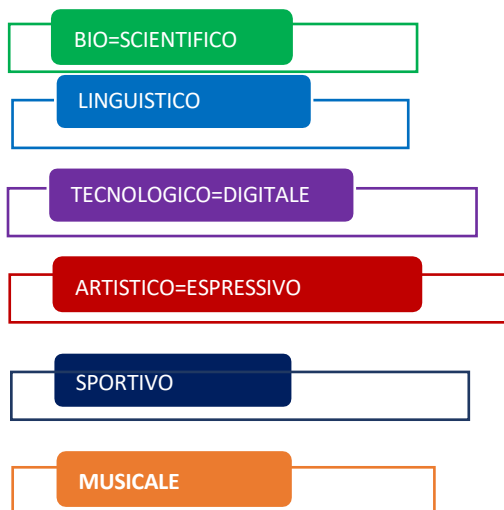 BIO=SCIENTIFICO
LINGUISTICO
TECNOLOGICO=DIGITALE
ARTISTICO=ESPRESSIVO
SPORTIVO
MUSICALE